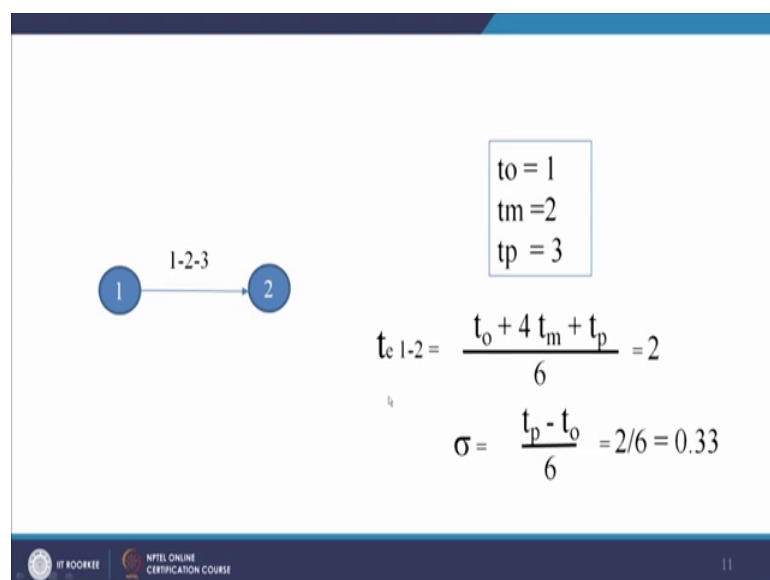 to = 1
tm =2
tp = 3
1-2-3
1
2
te 1-2 = to + 4 tm + tp / 6 = 2
σ = tp - to / 6 = 2/6 = 0.33
IIT ROORKEE
NPTEL ONLINE
CERTIFICATION COURSE
11